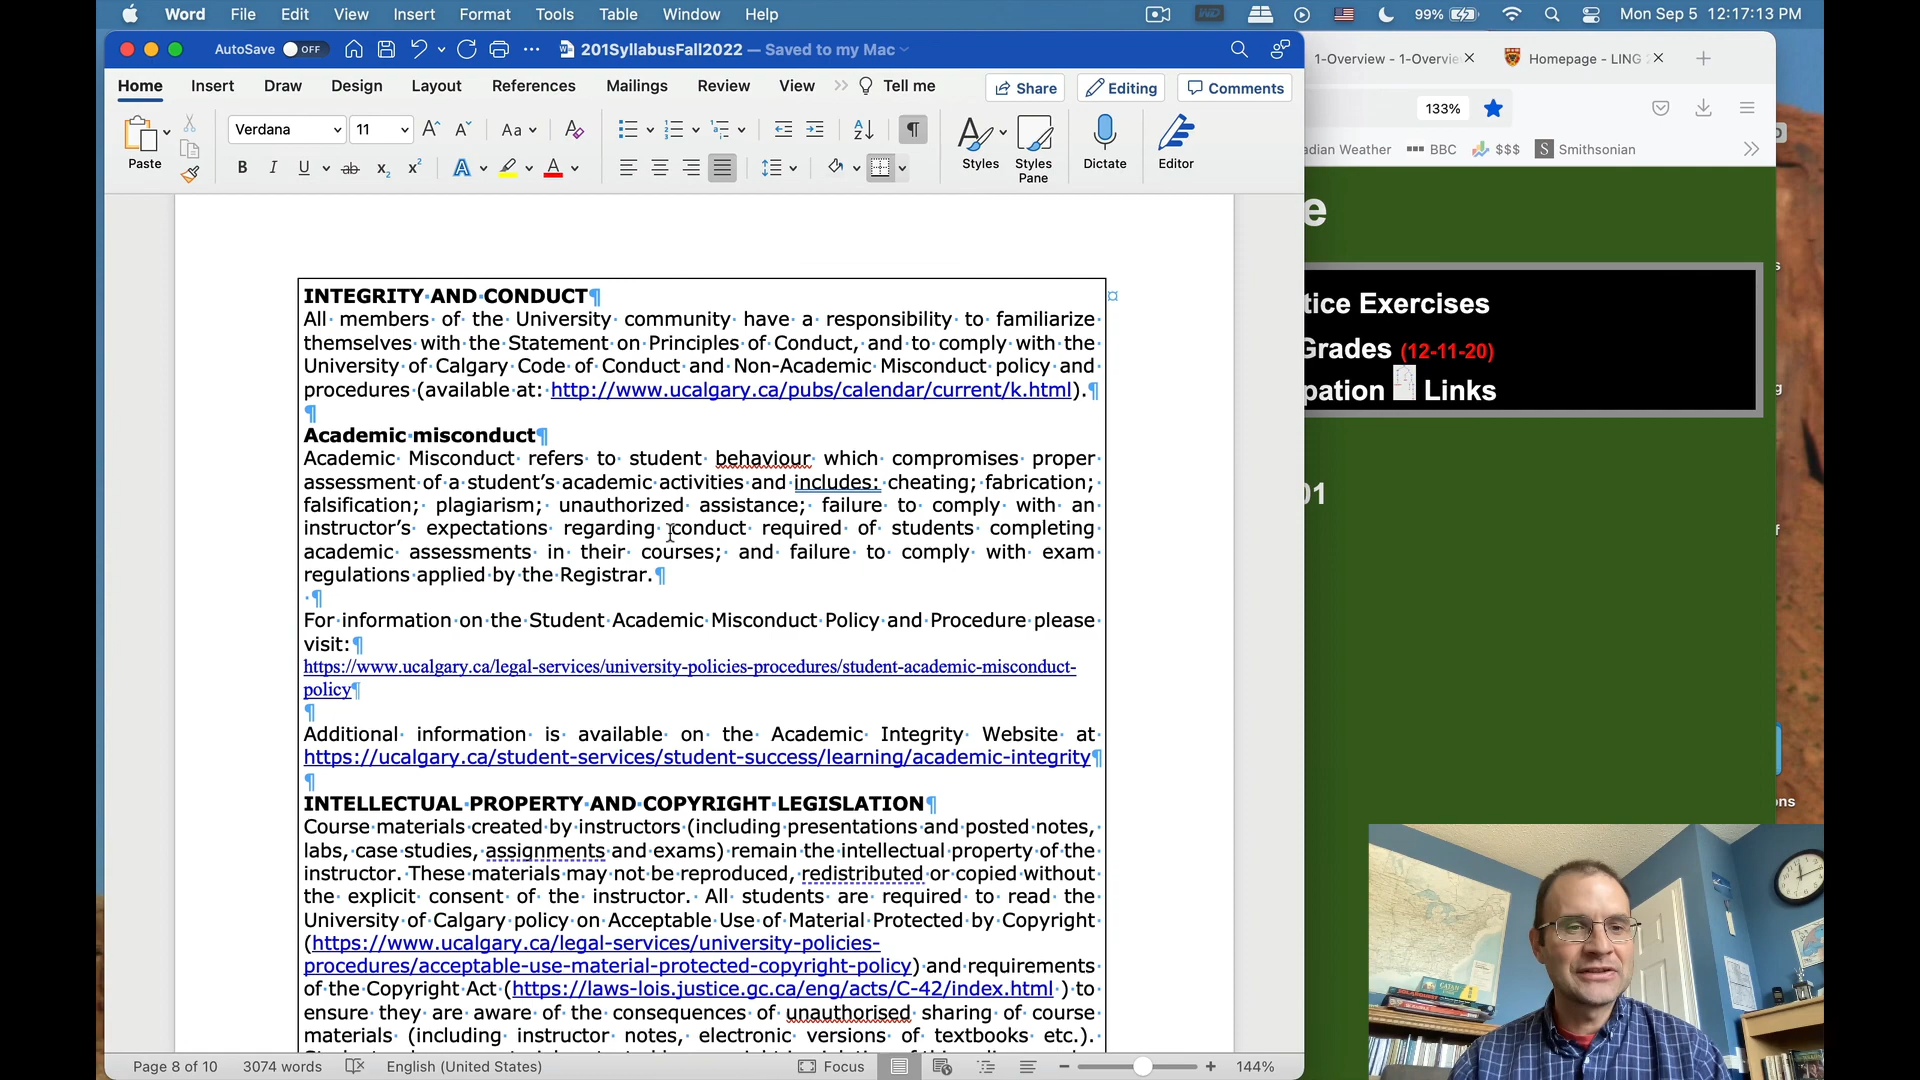 Word File Edit View Insert Format Tools Table Window Help 99% Mon Sep 5 12:17:13 PM
AutoSave OFF 201SyllabusFall2022 — Saved to my Mac
1-Overview - 1-Overvie Homepage - LING
Home Insert Draw Design Layout References Mailings Review View Tell me Share Editing Comments
133%
Verdana 11 Aa
Paste Styles Styles Pane Dictate Editor
adian Weather BBC $$$ Smithsonian
e
INTEGRITY AND CONDUCT¶
All members of the University community have a responsibility to familiarize
themselves with the Statement on Principles of Conduct, and to comply with the
University of Calgary Code of Conduct and Non-Academic Misconduct policy and
procedures (available at: http://www.ucalgary.ca/pubs/calendar/current/k.html).¶
¶
Academic misconduct¶
Academic Misconduct refers to student behaviour which compromises proper
assessment of a student’s academic activities and includes: cheating; fabrication;
falsification; plagiarism; unauthorized assistance; failure to comply with an
instructor’s expectations regarding conduct required of students completing
academic assessments in their courses; and failure to comply with exam
regulations applied by the Registrar.¶
¶
For information on the Student Academic Misconduct Policy and Procedure please
visit:¶
https://www.ucalgary.ca/legal-services/university-policies-procedures/student-academic-misconduct-
policy¶
¶
Additional information is available on the Academic Integrity Website at
https://ucalgary.ca/student-services/student-success/learning/academic-integrity¶
¶
INTELLECTUAL PROPERTY AND COPYRIGHT LEGISLATION¶
Course materials created by instructors (including presentations and posted notes,
labs, case studies, assignments and exams) remain the intellectual property of the
instructor. These materials may not be reproduced, redistributed or copied without
the explicit consent of the instructor. All students are required to read the
University of Calgary policy on Acceptable Use of Material Protected by Copyright
(https://www.ucalgary.ca/legal-services/university-policies-
procedures/acceptable-use-material-protected-copyright-policy) and requirements
of the Copyright Act (https://laws-lois.justice.gc.ca/eng/acts/C-42/index.html ) to
ensure they are aware of the consequences of unauthorised sharing of course
materials (including instructor notes, electronic versions of textbooks etc.).
tice Exercises
Grades (12-11-20)
pation Links
01
Page 8 of 10 3074 words English (United States) Focus 144%